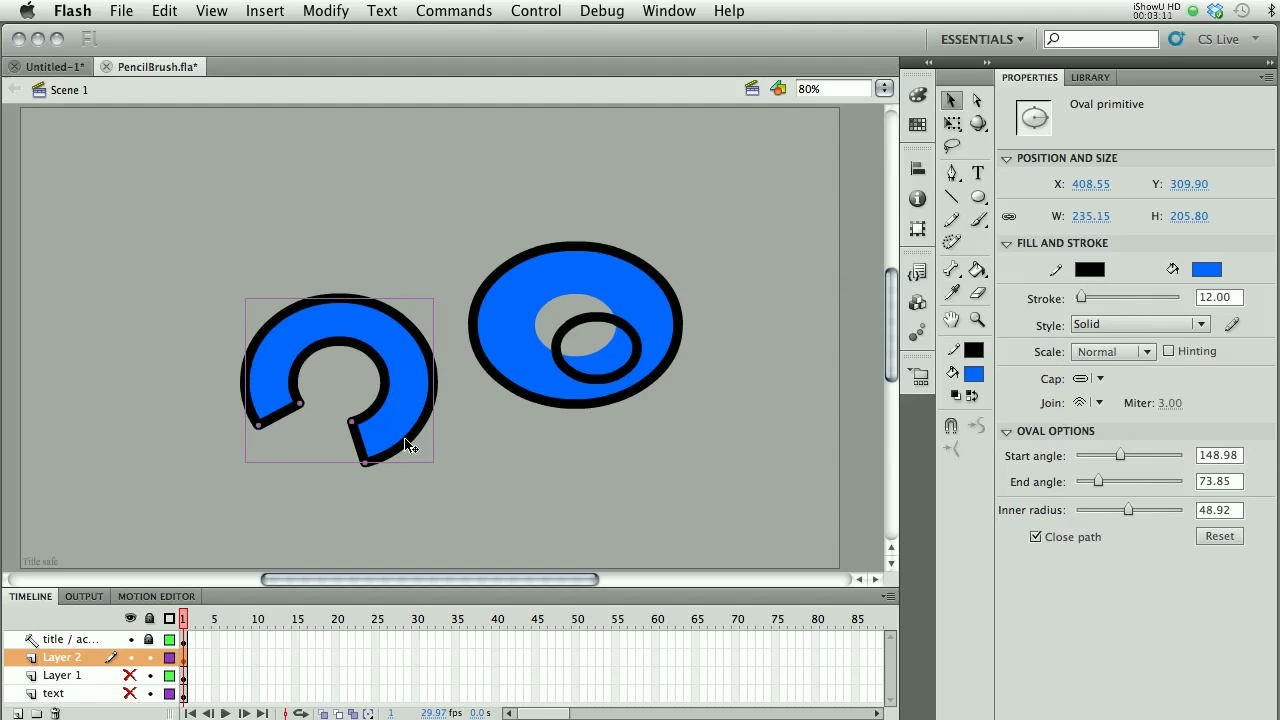 Flash File Edit View Insert Modify Text Commands Control Debug Window Help iShowU HD 00:03:11
Fl ESSENTIALS CS Live
Untitled-1* PencilBrush.fla* PROPERTIES LIBRARY
Scene 1 80%
Oval primitive
POSITION AND SIZE
X: 408.55 Y: 309.90
W: 235.15 H: 205.80
FILL AND STROKE
Stroke: 12.00
Style: Solid
Scale: Normal Hinting
Cap:
Join: Miter: 3.00
OVAL OPTIONS
Start angle: 148.98
End angle: 73.85
Inner radius: 48.92
Close path Reset
Title safe
TIMELINE OUTPUT MOTION EDITOR
1 5 10 15 20 25 30 35 40 45 50 55 60 65 70 75 80 85
title / ac...
Layer 2
Layer 1
text
1 29.97 fps 0.0 s